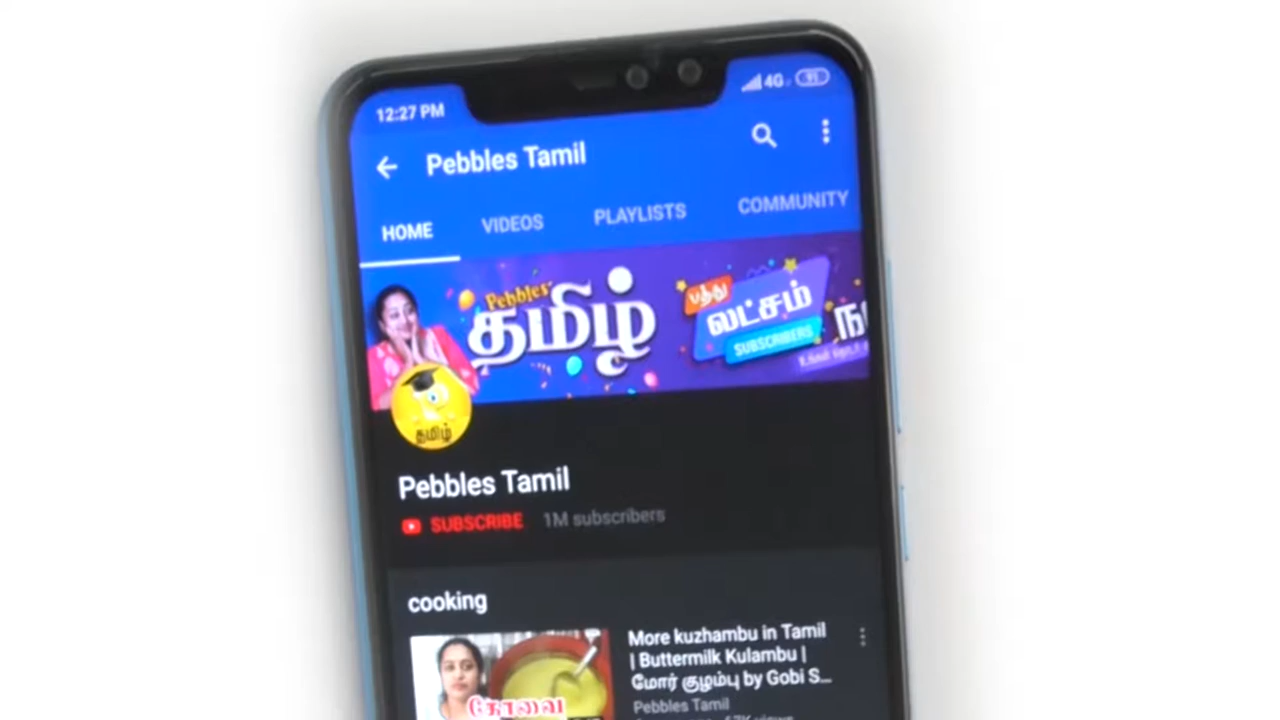 12:27 PM
4G
91
Pebbles Tamil
HOME
VIDEOS
PLAYLISTS
COMMUNITY
Pebbles
தமிழ்
பத்து
லட்சம்
SUBSCRIBERS
தமிழ்
Pebbles Tamil
SUBSCRIBE
1M subscribers
cooking
More kuzhambu in Tamil
| Buttermilk Kulambu |
மோர் குழம்பு by Gobi S...
Pebbles Tamil
கோவை